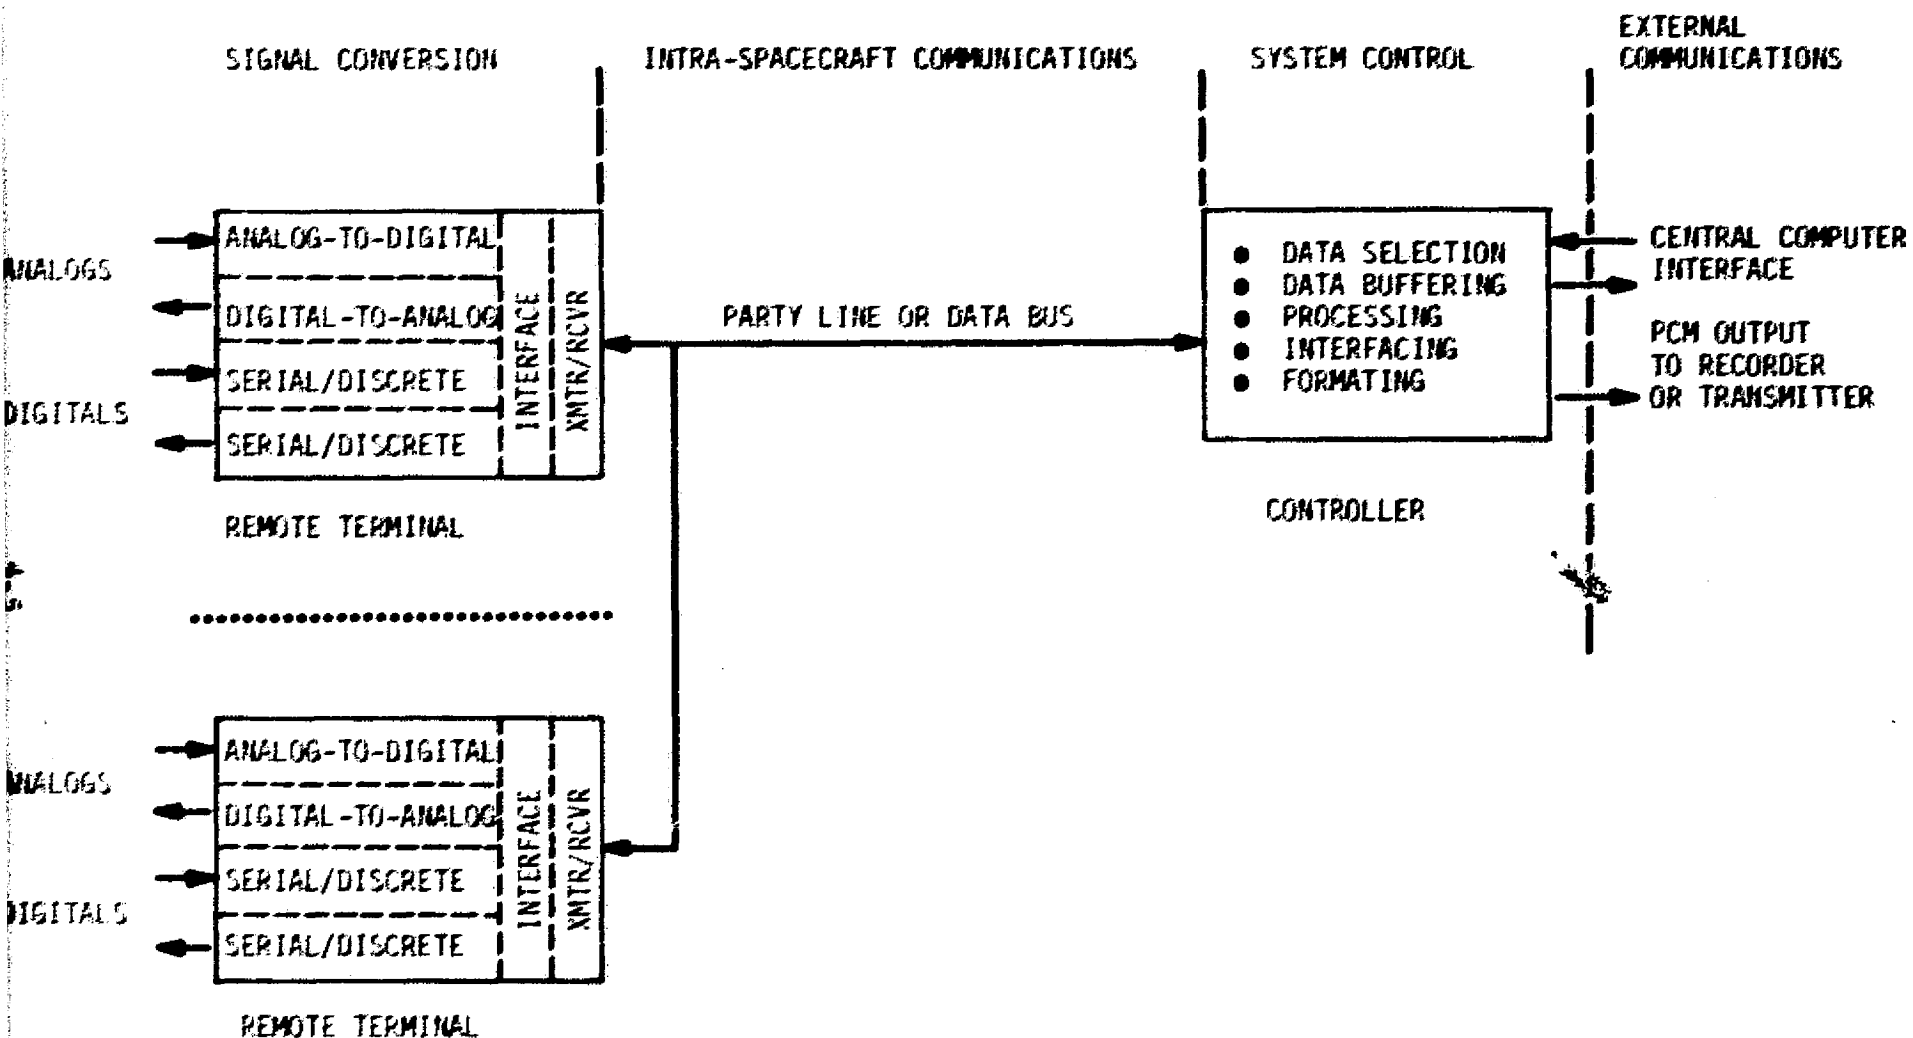 SIGNAL CONVERSION
INTRA-SPACECRAFT COMMUNICATIONS
SYSTEM CONTROL
EXTERNAL
COMMUNICATIONS
ANALOGS
DIGITALS
ANALOG-TO-DIGITAL
DIGITAL-TO-ANALOG
SERIAL/DISCRETE
SERIAL/DISCRETE
INTERFACE
XMTR/RCVR
REMOTE TERMINAL
PARTY LINE OR DATA BUS
● DATA SELECTION
● DATA BUFFERING
● PROCESSING
● INTERFACING
● FORMATING
CONTROLLER
CENTRAL COMPUTER
INTERFACE
PCM OUTPUT
TO RECORDER
OR TRANSMITTER
ANALOGS
DIGITALS
ANALOG-TO-DIGITAL
DIGITAL-TO-ANALOG
SERIAL/DISCRETE
SERIAL/DISCRETE
INTERFACE
XMTR/RCVR
REMOTE TERMINAL